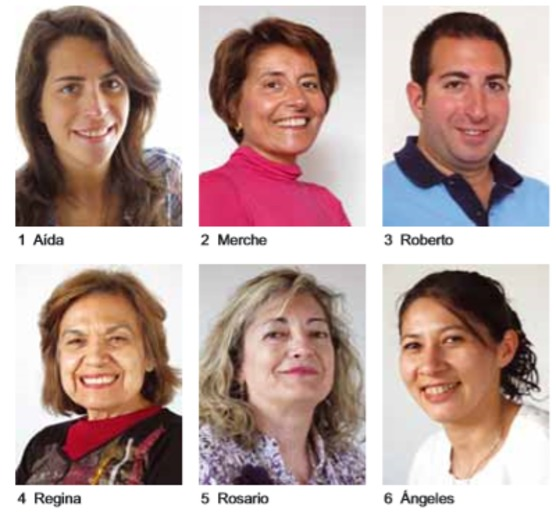 1 Aída
2 Merche
3 Roberto
4 Regina
5 Rosario
6 Ángeles